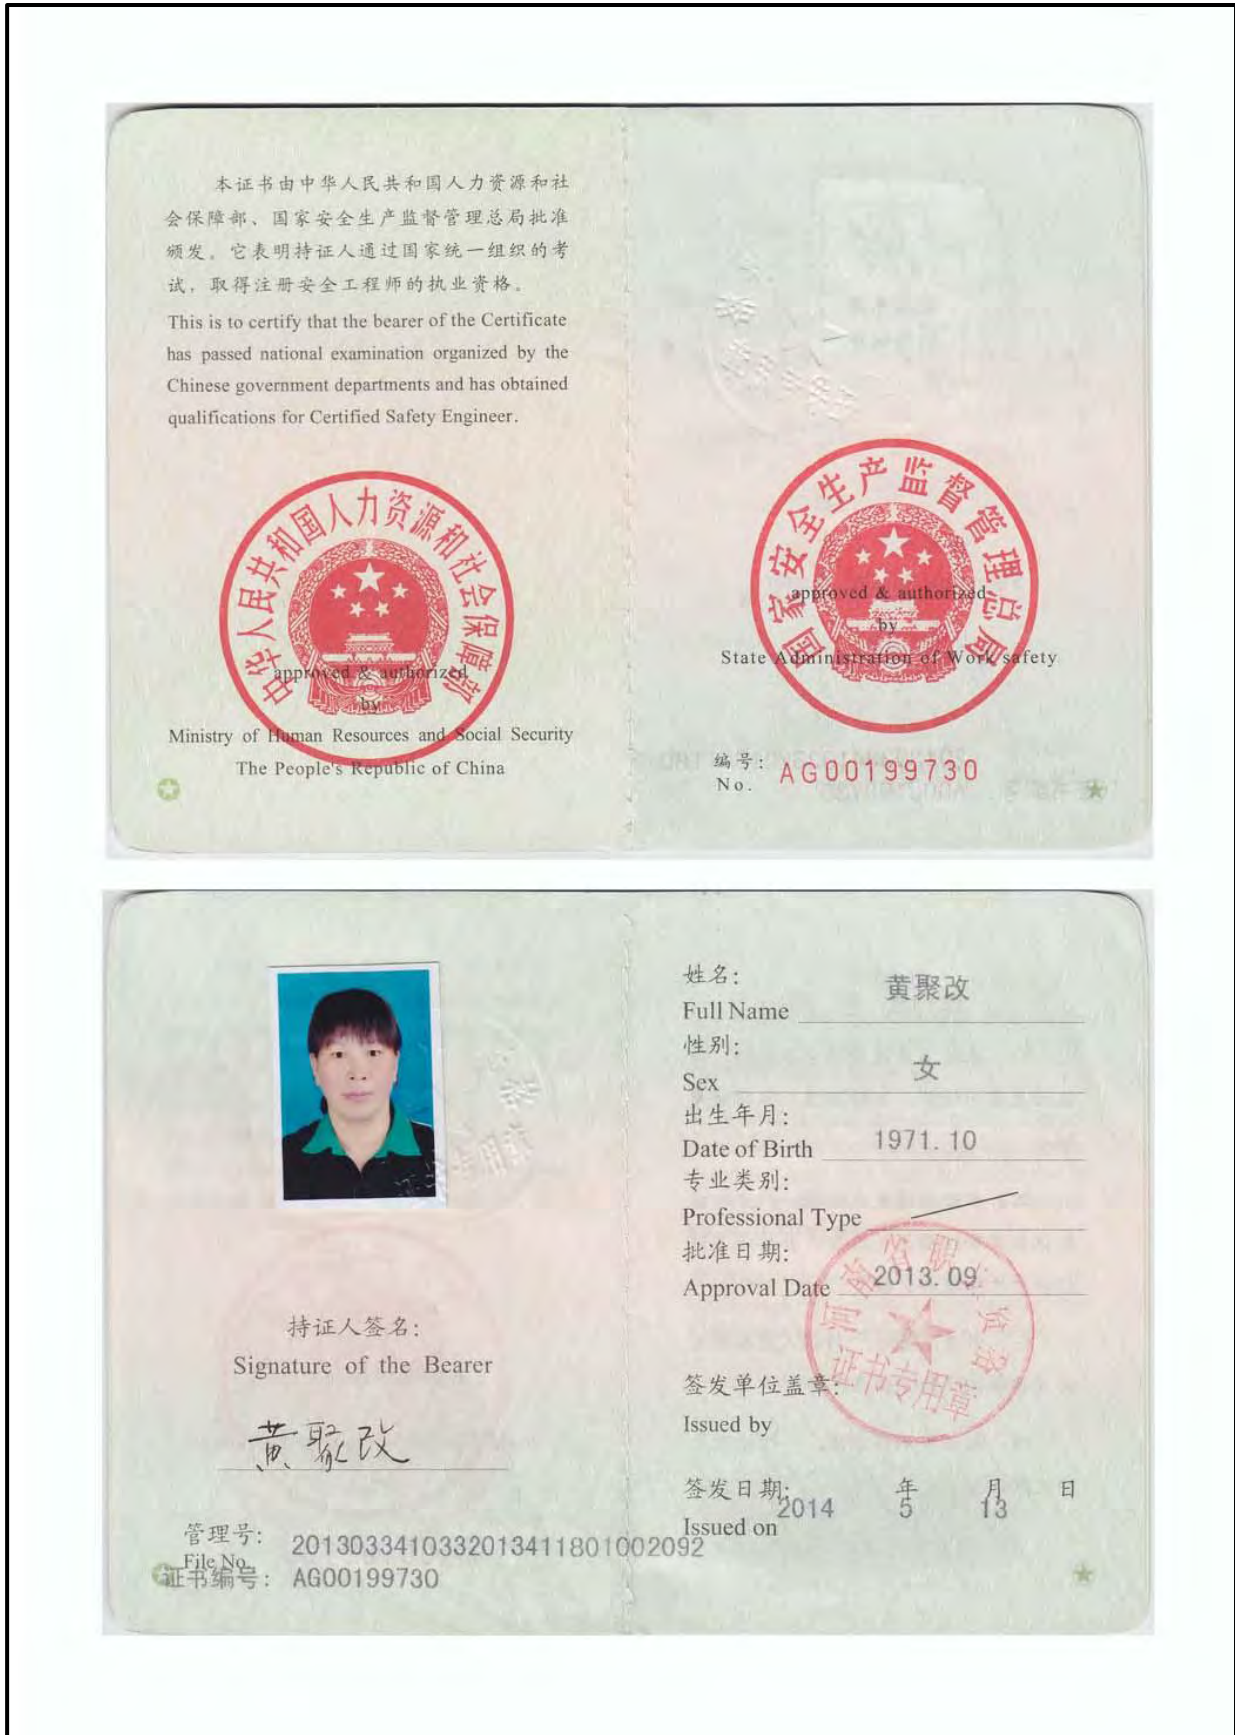 本证书由中华人民共和国人力资源和社
会保障部、国家安全生产监督管理总局批准
颁发。它表明持证人通过国家统一组织的考
试，取得注册安全工程师的执业资格。
This is to certify that the bearer of the Certificate
has passed national examination organized by the
Chinese government departments and has obtained
qualifications for Certified Safety Engineer.
中华人民共和国人力资源和社会保障部
approved & authorized
by
Ministry of Human Resources and Social Security
The People's Republic of China
国家安全生产监督管理总局
approved & authorized
by
State Administration of Work safety
编号：
No. AG00199730
持证人签名：
Signature of the Bearer
黄聚改
管理号：
File No. 2013033410332013411801002092
证书编号： AG00199730
姓名：
Full Name 黄聚改
性别：
Sex 女
出生年月：
Date of Birth 1971.10
专业类别：
Professional Type
批准日期：
Approval Date 2013.09
河南省职业资格
证书专用章
签发单位盖章：
Issued by
签发日期： 年 月 日
Issued on 2014 5 13